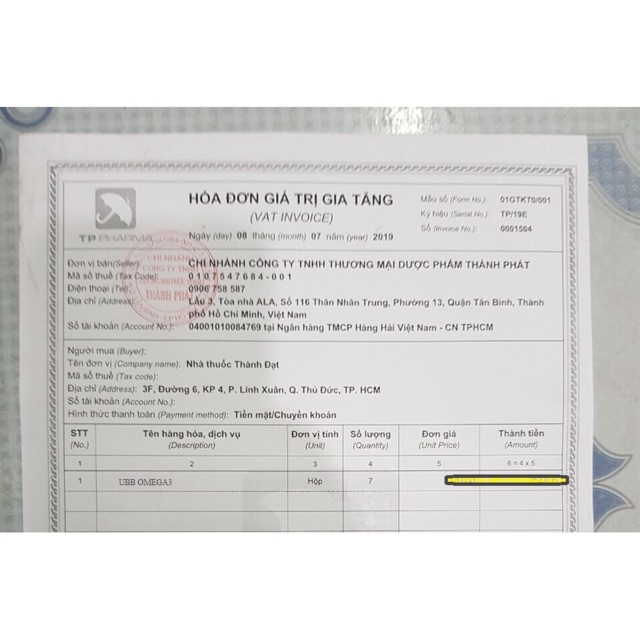 HÓA ĐƠN GIÁ TRỊ GIA TĂNG
(VAT INVOICE)
Ngày (day) 08 tháng (month) 07 năm (year) 2019
Mẫu số (Form No.) 01GTKT0/001
Ký hiệu (Serial No.) TP/19E
Số (Invoice No.) 0001504
TP PHARMA
Đơn vị bán(Seller): CHI NHÁNH CÔNG TY TNHH THƯƠNG MẠI DƯỢC PHẨM THÀNH PHÁT
Mã số thuế (Tax Code): 0107547684-001
Điện thoại (Tel): 0906 758 587
Địa chỉ (Address): Lầu 3, Tòa nhà ALA, Số 116 Thân Nhân Trung, Phường 13, Quận Tân Bình, Thành
phố Hồ Chí Minh, Việt Nam
Số tài khoản (Account No.) 04001010084769 tại Ngân hàng TMCP Hàng Hải Việt Nam - CN TPHCM
CHI NHÁNH
CÔNG TY TNHH
THÀNH PHÁT
Người mua (Buyer):
Tên đơn vị (Company name): Nhà thuốc Thành Đạt
Mã số thuế (Tax code):
Địa chỉ (Address): 3F, Đường 6, KP 4, P. Linh Xuân, Q. Thủ Đức, TP. HCM
Số tài khoản (Account No.):
Hình thức thanh toán (Payment method): Tiền mặt/Chuyển khoản
STT Tên hàng hóa, dịch vụ Đơn vị tính Số lượng Đơn giá Thành tiền
(No.) (Description) (Unit) (Quantity) (Unit Price) (Amount)
1 2 3 4 5 6 = 4 x 5
1 UBB OMEGA3 Hộp 7